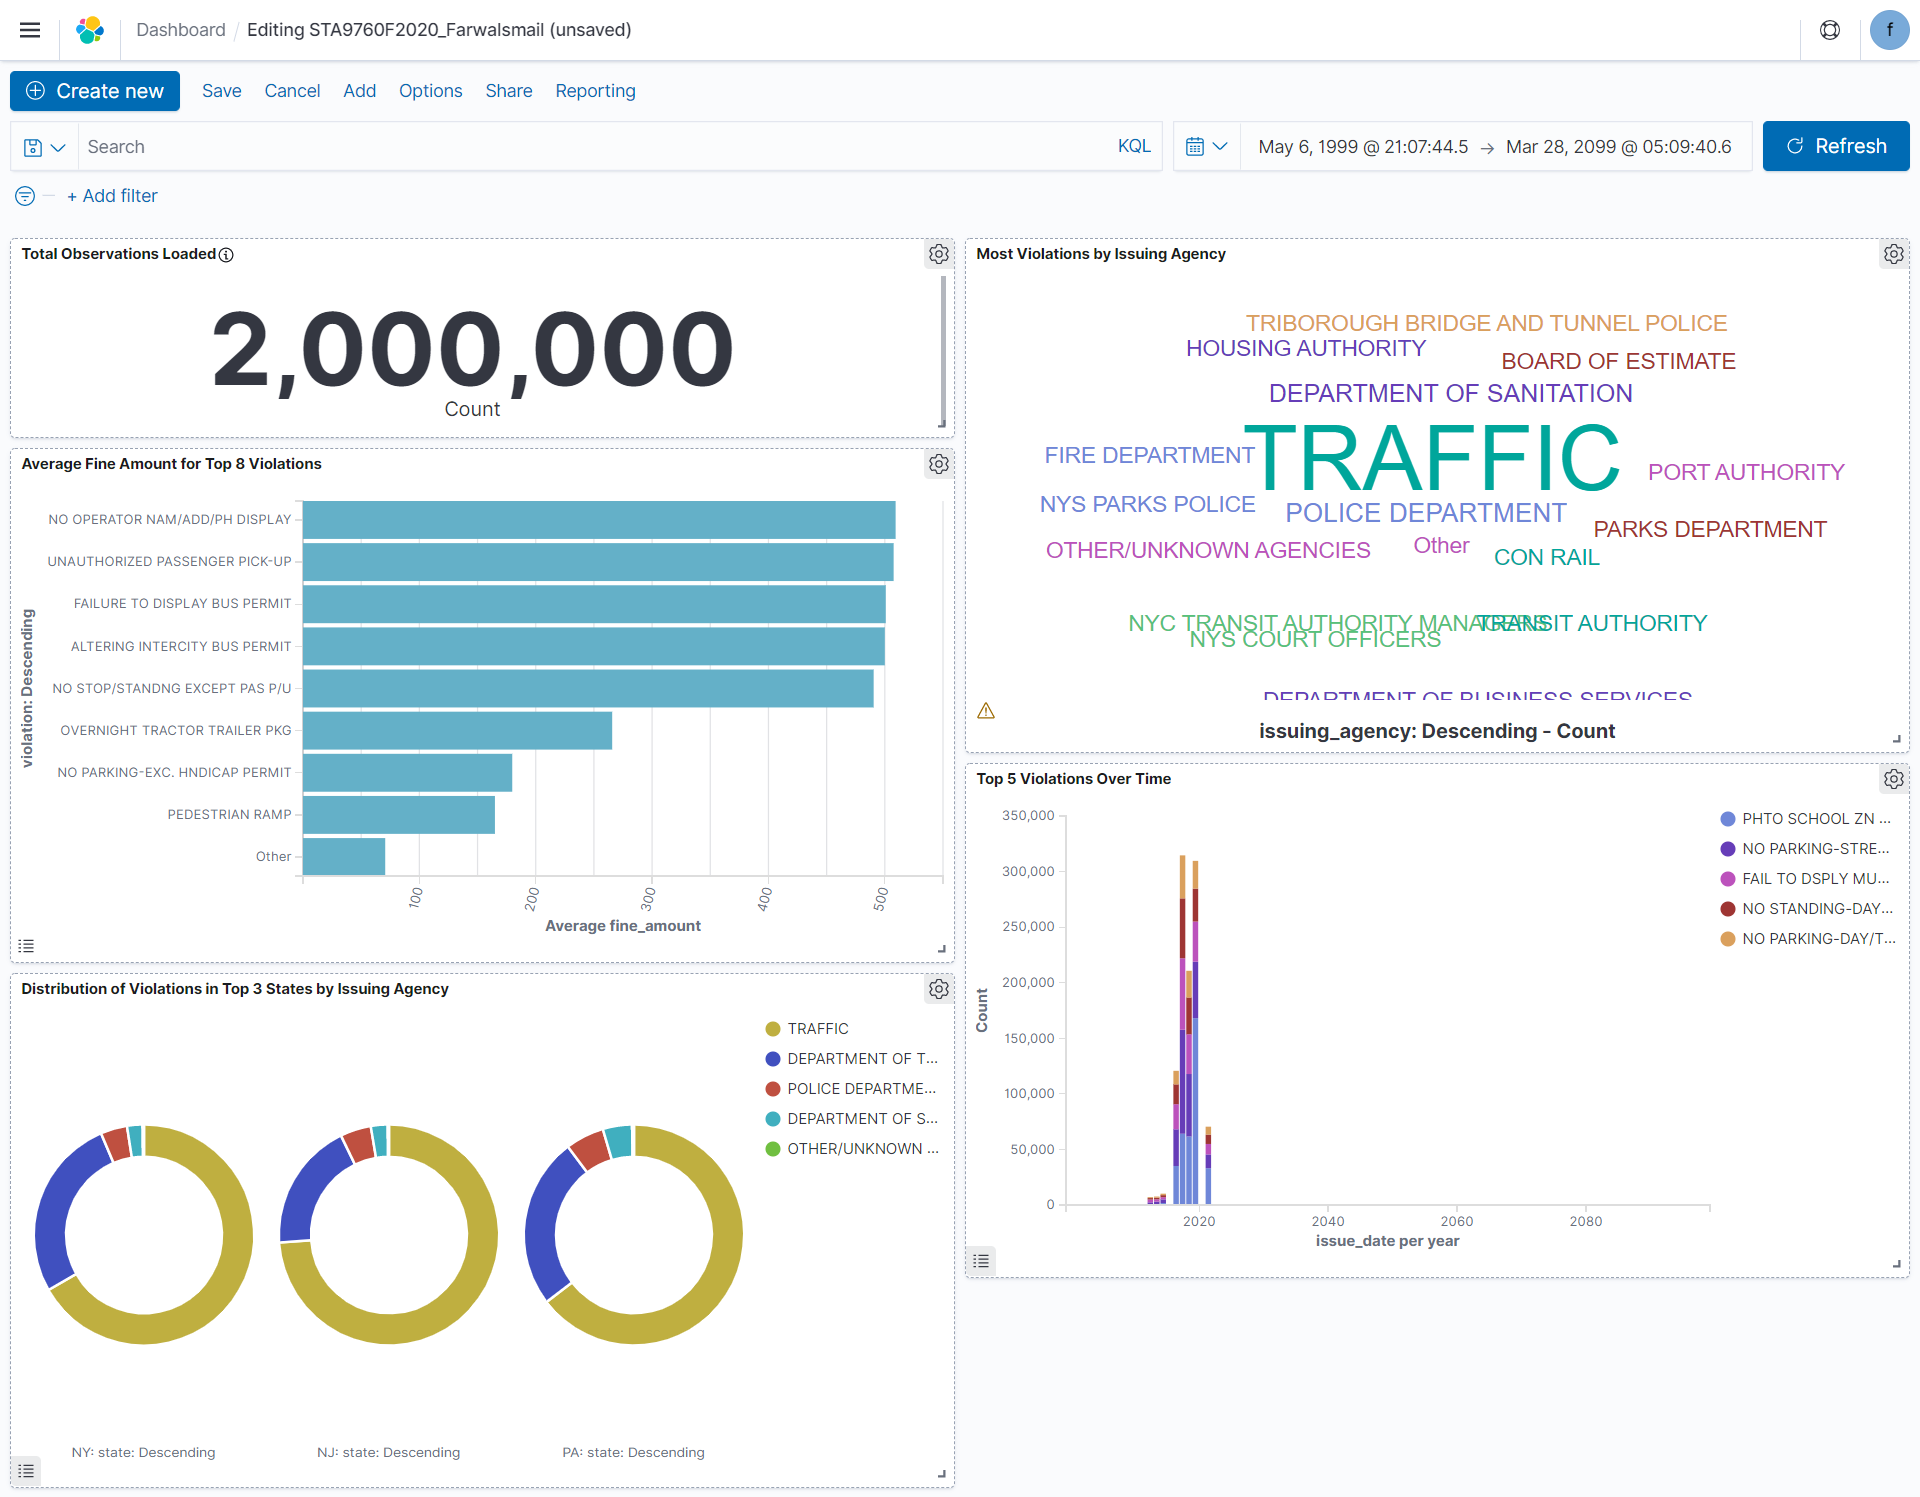 Dashboard / Editing STA9760F2020_FarwaIsmail (unsaved)
f
Create new Save Cancel Add Options Share Reporting
Search KQL May 6, 1999 @ 21:07:44.5 → Mar 28, 2099 @ 05:09:40.6 Refresh
+ Add filter
Total Observations Loaded
2,000,000
Count
Average Fine Amount for Top 8 Violations
violation: Descending
NO OPERATOR NAM/ADD/PH DISPLAY
UNAUTHORIZED PASSENGER PICK-UP
FAILURE TO DISPLAY BUS PERMIT
ALTERING INTERCITY BUS PERMIT
NO STOP/STANDNG EXCEPT PAS P/U
OVERNIGHT TRACTOR TRAILER PKG
NO PARKING-EXC. HNDICAP PERMIT
PEDESTRIAN RAMP
Other
100 200 300 400 500
Average fine_amount
Distribution of Violations in Top 3 States by Issuing Agency
TRAFFIC
DEPARTMENT OF T...
POLICE DEPARTME...
DEPARTMENT OF S...
OTHER/UNKNOWN ...
NY: state: Descending NJ: state: Descending PA: state: Descending
Most Violations by Issuing Agency
TRIBOROUGH BRIDGE AND TUNNEL POLICE
HOUSING AUTHORITY
BOARD OF ESTIMATE
DEPARTMENT OF SANITATION
TRAFFIC
FIRE DEPARTMENT
PORT AUTHORITY
NYS PARKS POLICE
POLICE DEPARTMENT
PARKS DEPARTMENT
OTHER/UNKNOWN AGENCIES
Other
CON RAIL
NYC TRANSIT AUTHORITY MANAGERS
TRANSIT AUTHORITY
NYS COURT OFFICERS
DEPARTMENT OF BUSINESS SERVICES
issuing_agency: Descending - Count
Top 5 Violations Over Time
Count
350,000
300,000
250,000
200,000
150,000
100,000
50,000
0
2020 2040 2060 2080
issue_date per year
PHTO SCHOOL ZN ...
NO PARKING-STRE...
FAIL TO DSPLY MU...
NO STANDING-DAY...
NO PARKING-DAY/T...